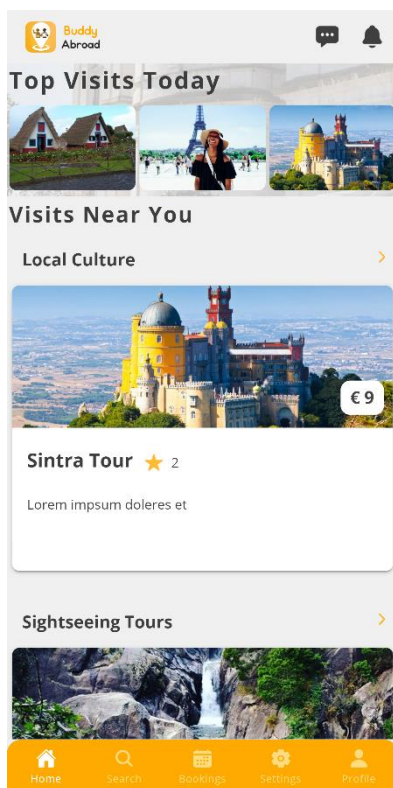 Buddy
Abroad
Top Visits Today
Visits Near You
Local Culture
€ 9
Sintra Tour 2
Lorem impsum doleres et
Sightseeing Tours
Home Search Bookings Settings Profile